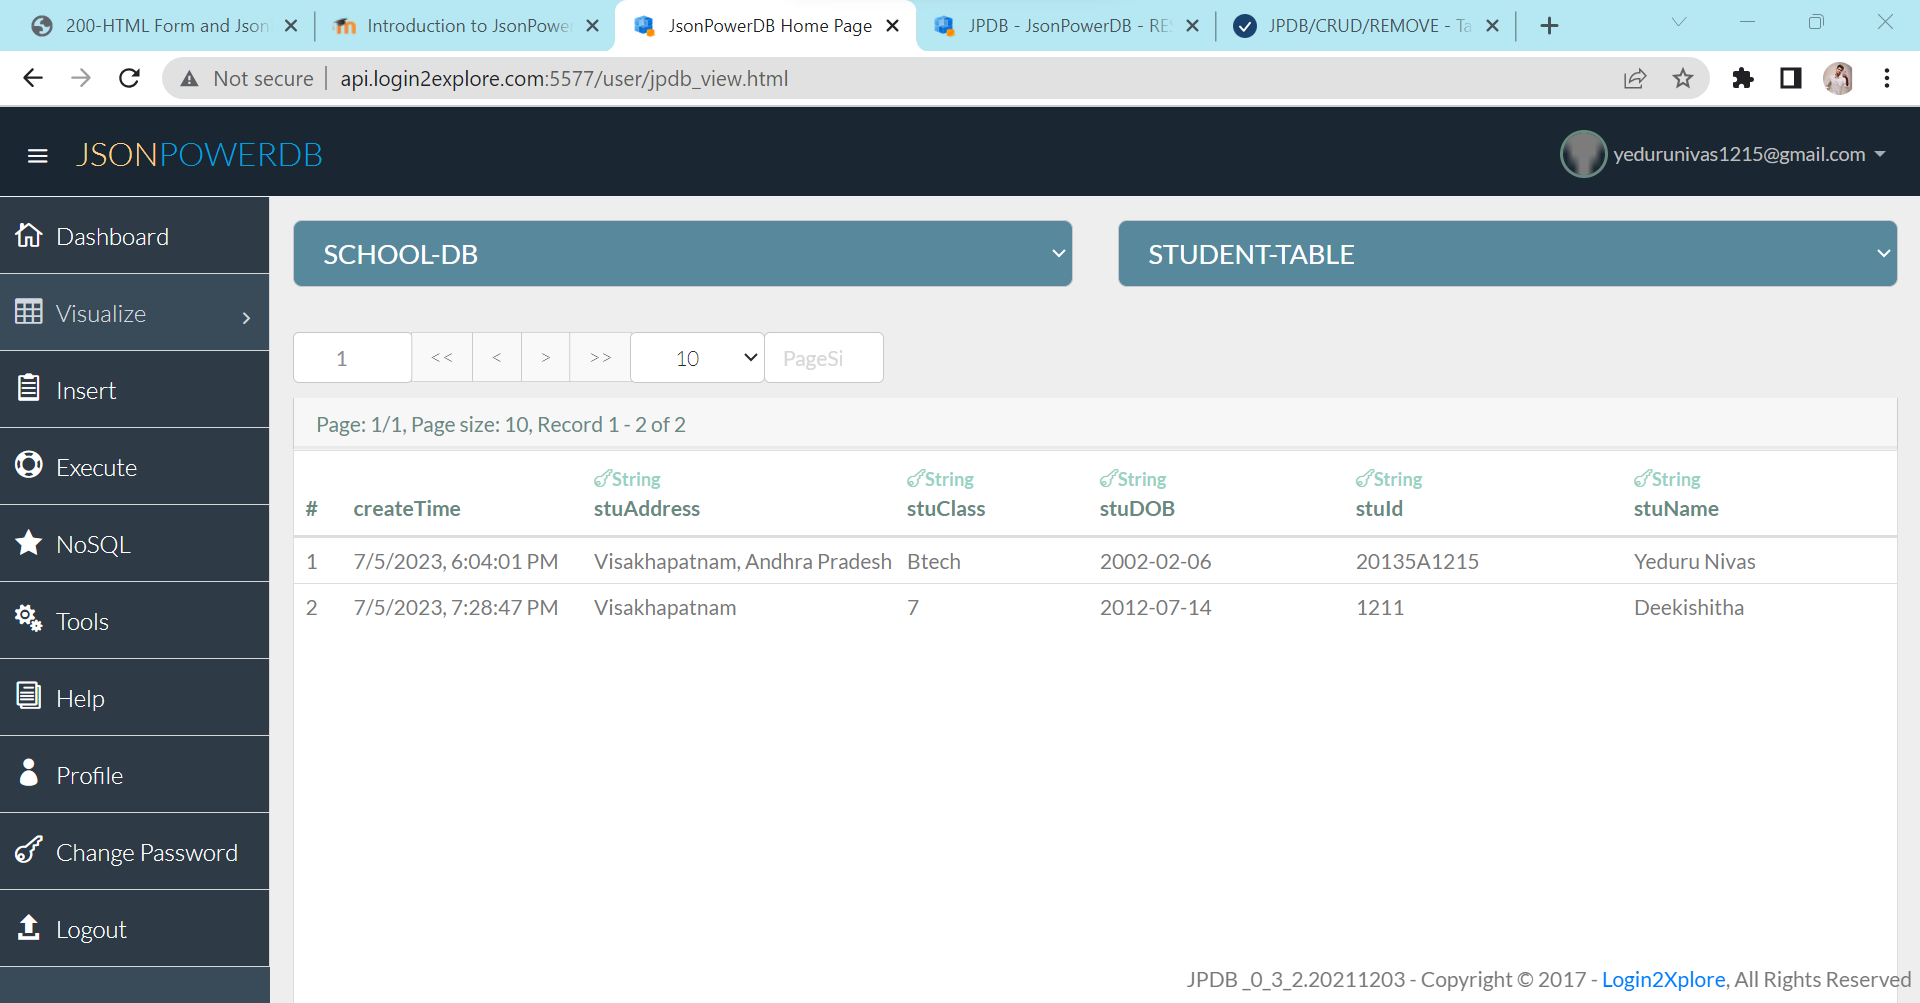 200-HTML Form and Json
Introduction to JsonPower
JsonPowerDB Home Page
JPDB - JsonPowerDB - RES
JPDB/CRUD/REMOVE - Ta
Not secure
api.login2explore.com:5577/user/jpdb_view.html
JSONPOWERDB
yedurunivas1215@gmail.com
Dashboard
Visualize
Insert
Execute
NoSQL
Tools
Help
Profile
Change Password
Logout
SCHOOL-DB
STUDENT-TABLE
1 << < > >> 10 PageSi
Page: 1/1, Page size: 10, Record 1 - 2 of 2
String String String String String
# createTime stuAddress stuClass stuDOB stuId stuName
1 7/5/2023, 6:04:01 PM Visakhapatnam, Andhra Pradesh Btech 2002-02-06 20135A1215 Yeduru Nivas
2 7/5/2023, 7:28:47 PM Visakhapatnam 7 2012-07-14 1211 Deekishitha
JPDB _0_3_2.20211203 - Copyright © 2017 - Login2Xplore, All Rights Reserved